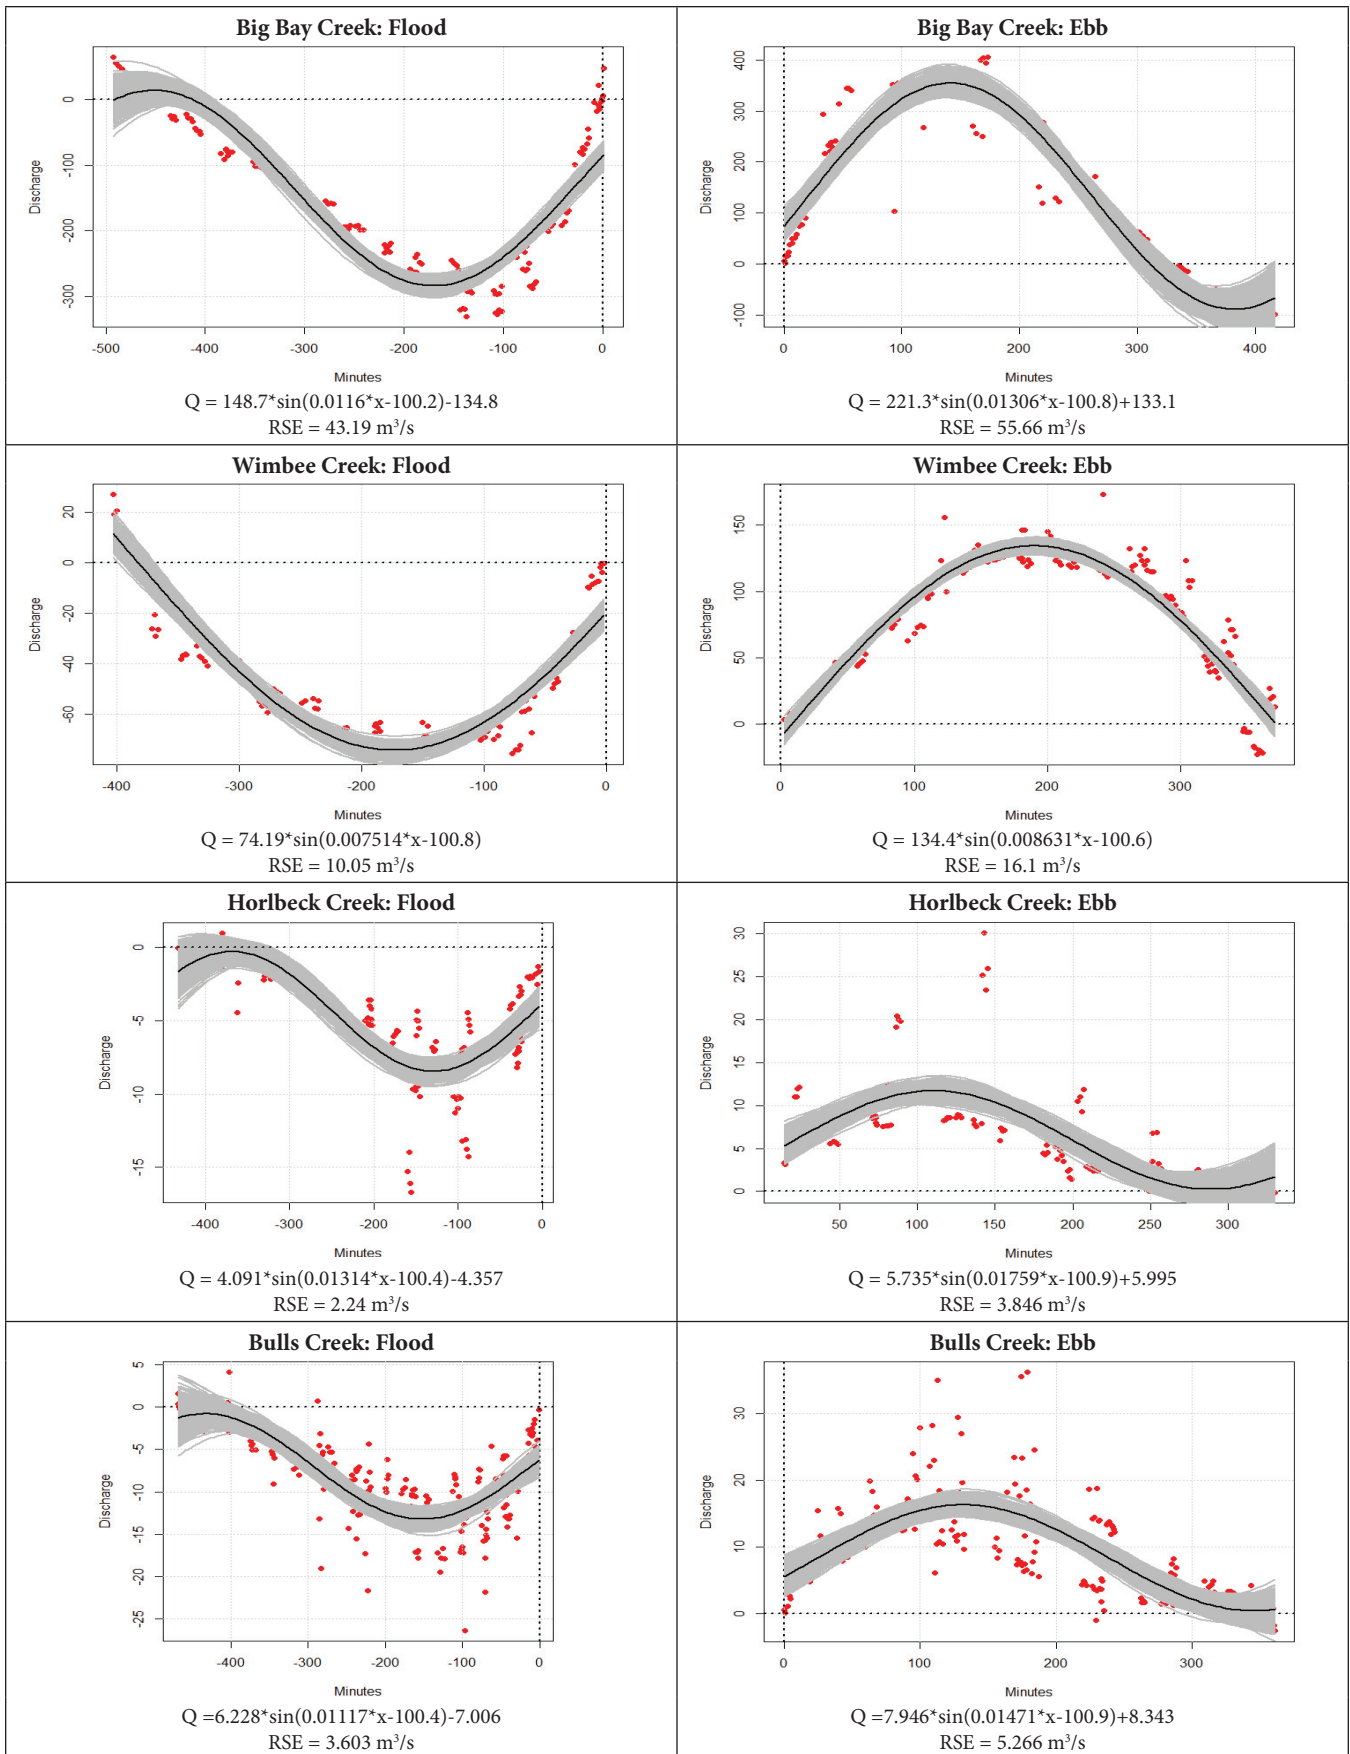 Big Bay Creek: Flood
0
-100
-200
-300
Discharge
-500 -400 -300 -200 -100 0
Minutes
Q = 148.7*sin(0.0116*x-100.2)-134.8
RSE = 43.19 m³/s
Big Bay Creek: Ebb
400
300
200
100
0
-100
Discharge
0 100 200 300 400
Minutes
Q = 221.3*sin(0.01306*x-100.8)+133.1
RSE = 55.66 m³/s
Wimbee Creek: Flood
20
0
-20
-40
-60
Discharge
-400 -300 -200 -100 0
Minutes
Q = 74.19*sin(0.007514*x-100.8)
RSE = 10.05 m³/s
Wimbee Creek: Ebb
150
100
50
0
Discharge
0 100 200 300
Minutes
Q = 134.4*sin(0.008631*x-100.6)
RSE = 16.1 m³/s
Horlbeck Creek: Flood
0
-5
-10
-15
Discharge
-400 -300 -200 -100 0
Minutes
Q = 4.091*sin(0.01314*x-100.4)-4.357
RSE = 2.24 m³/s
Horlbeck Creek: Ebb
30
25
20
15
10
5
0
Discharge
50 100 150 200 250 300
Minutes
Q = 5.735*sin(0.01759*x-100.9)+5.995
RSE = 3.846 m³/s
Bulls Creek: Flood
5
0
-5
-10
-15
-20
-25
Discharge
-400 -300 -200 -100 0
Minutes
Q =6.228*sin(0.01117*x-100.4)-7.006
RSE = 3.603 m³/s
Bulls Creek: Ebb
30
20
10
0
Discharge
0 100 200 300
Minutes
Q =7.946*sin(0.01471*x-100.9)+8.343
RSE = 5.266 m³/s